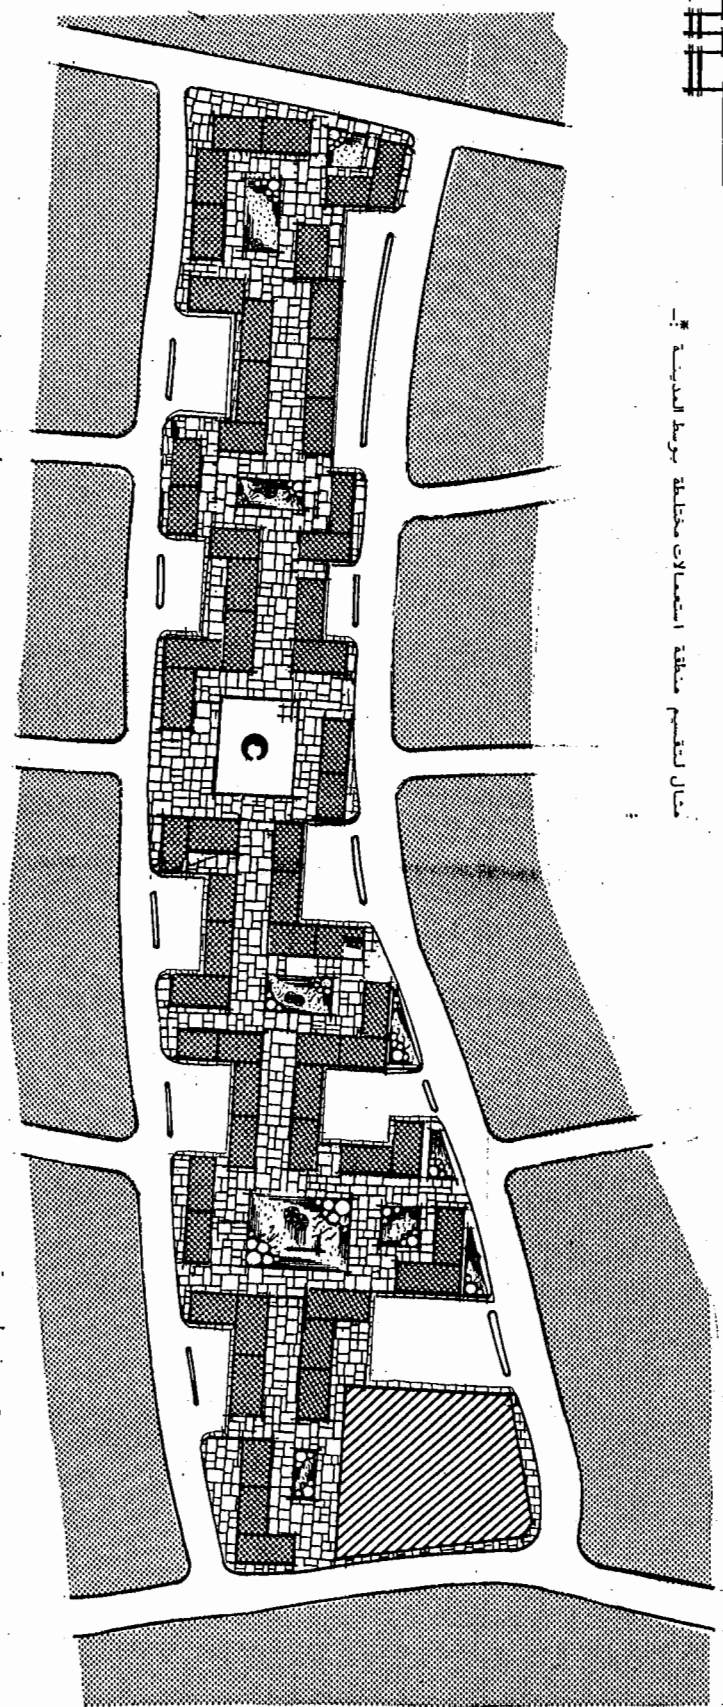 * مثال لتقسيم منطقة استعمالات مختلطة بوسط المدينة :-